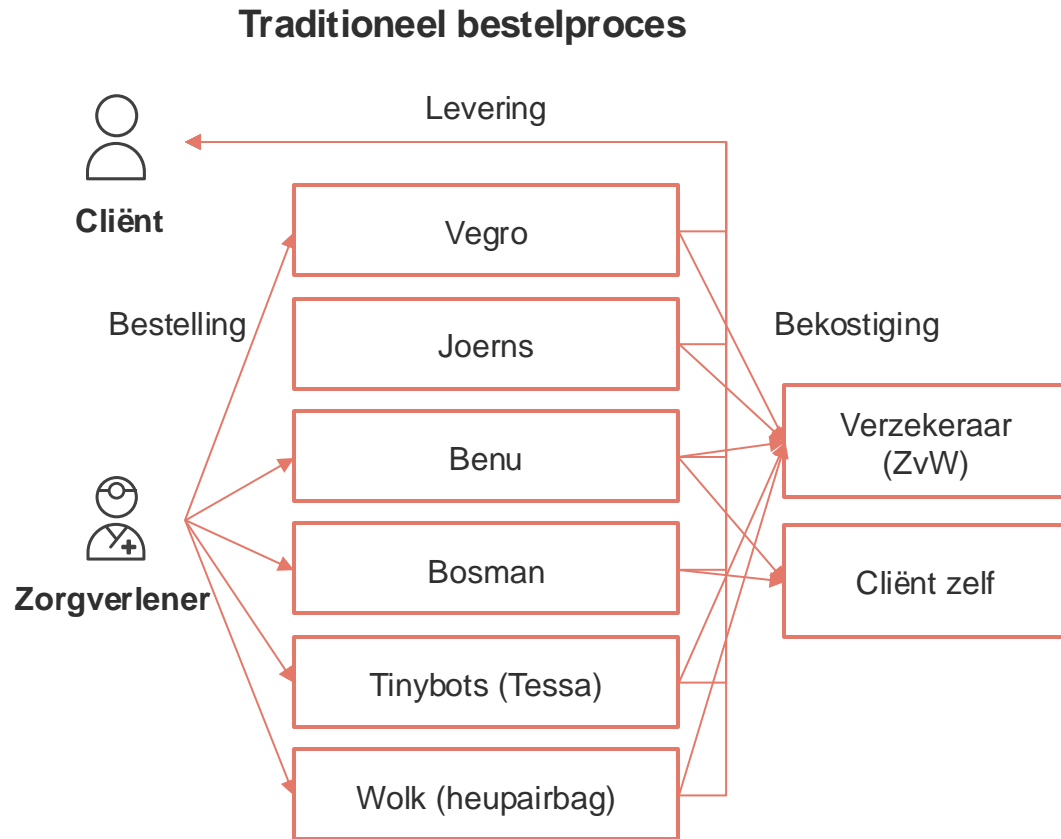 Traditioneel bestelproces
Levering
Cliënt
Vegro
Bestelling
Joerns
Bekostiging
Benu
Verzekeraar
(ZvW)
Bosman
Cliënt zelf
Zorgverlener
Tinybots (Tessa)
Wolk (heupairbag)